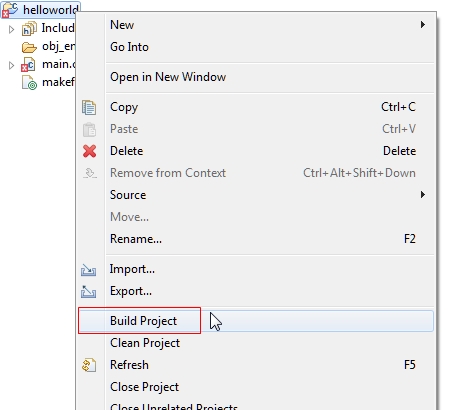 helloworld
New
Includ
Go Into
obj_en
Open in New Window
main.c
makef
Copy Ctrl+C
Paste Ctrl+V
Delete Delete
Remove from Context Ctrl+Alt+Shift+Down
Source
Move...
Rename... F2
Import...
Export...
Build Project
Clean Project
Refresh F5
Close Project
Close Unrelated Projects